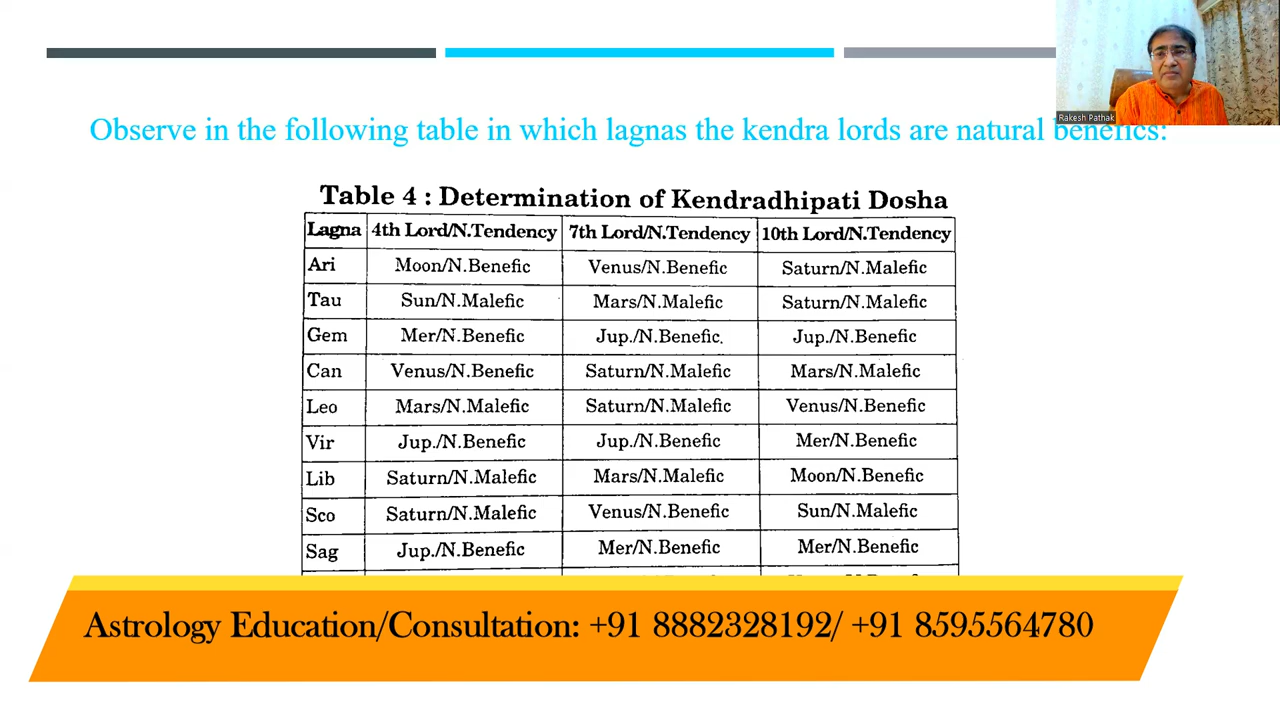 Rakesh Pathak
Observe in the following table in which lagnas the kendra lords are natural benefics:
Table 4 : Determination of Kendradhipati Dosha
Lagna 4th Lord/N.Tendency 7th Lord/N.Tendency 10th Lord/N.Tendency
Ari Moon/N.Benefic Venus/N.Benefic Saturn/N.Malefic
Tau Sun/N.Malefic Mars/N.Malefic Saturn/N.Malefic
Gem Mer/N.Benefic Jup./N.Benefic. Jup./N.Benefic
Can Venus/N.Benefic Saturn/N.Malefic Mars/N.Malefic
Leo Mars/N.Malefic Saturn/N.Malefic Venus/N.Benefic
Vir Jup./N.Benefic Jup./N.Benefic Mer/N.Benefic
Lib Saturn/N.Malefic Mars/N.Malefic Moon/N.Benefic
Sco Saturn/N.Malefic Venus/N.Benefic Sun/N.Malefic
Sag Jup./N.Benefic Mer/N.Benefic Mer/N.Benefic
Astrology Education/Consultation: +91 8882328192/ +91 8595564780